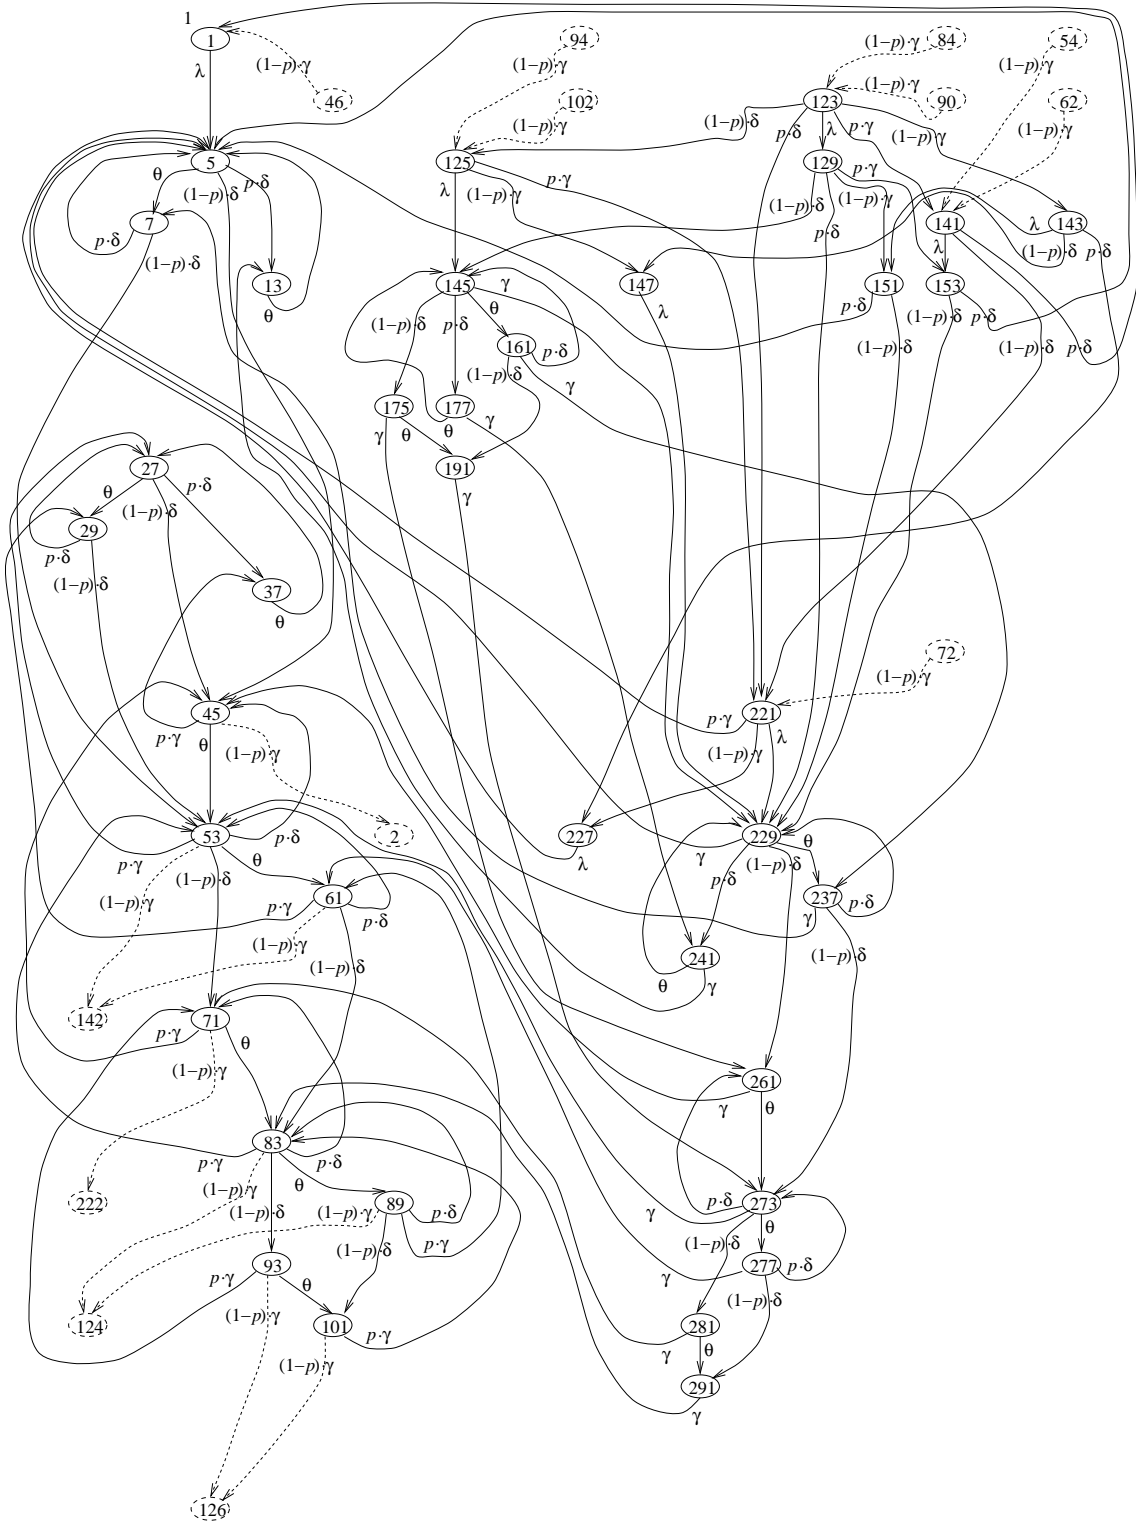 1
1
94
84
54
λ
(1−p)·γ
(1−p)·γ
(1−p)·γ
(1−p)·γ
46
102
(1−p)·γ
90
62
123
(1−p)·γ
(1−p)·δ
p·δ
λ
p·γ
(1−p)·γ
(1−p)·γ
5
125
129
θ
(1−p)·δ
p·δ
λ
(1−p)·γ
p·γ
p·γ
(1−p)·γ
(1−p)·δ
7
141
143
p·δ
p·δ
λ
λ
(1−p)·δ
p·δ
(1−p)·δ
13
145
γ
147
151
153
θ
(1−p)·δ
p·δ
θ
λ
p·δ
(1−p)·δ
p·δ
161
p·δ
(1−p)·δ
(1−p)·δ
p·δ
(1−p)·δ
γ
175
177
γ
θ
θ
γ
27
191
θ
(1−p)·δ
p·δ
γ
29
p·δ
(1−p)·δ
37
θ
72
(1−p)·γ
45
221
p·γ
θ
(1−p)·γ
p·γ
(1−p)·γ
λ
53
2
227
229
p·γ
(1−p)·δ
θ
p·δ
λ
γ
(1−p)·δ
θ
p·δ
61
237
(1−p)·γ
p·γ
p·δ
γ
p·δ
(1−p)·γ
(1−p)·δ
241
(1−p)·δ
θ
γ
142
71
p·γ
θ
(1−p)·γ
261
γ
θ
83
p·γ
p·δ
(1−p)·γ
θ
222
89
273
(1−p)·δ
(1−p)·γ
p·δ
p·δ
γ
θ
(1−p)·δ
p·γ
(1−p)·δ
93
277
p·γ
θ
γ
p·δ
(1−p)·γ
(1−p)·δ
124
101
281
p·γ
γ
θ
(1−p)·γ
291
γ
126